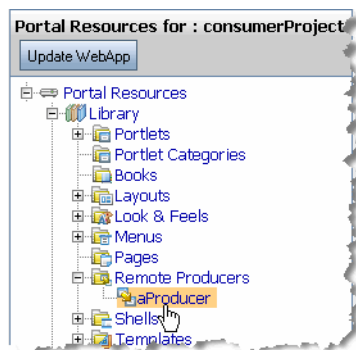 Portal Resources for : consumerProject
Update WebApp
Portal Resources
Library
Portlets
Portlet Categories
Books
Layouts
Look & Feels
Menus
Pages
Remote Producers
aProducer
Shells
Templates